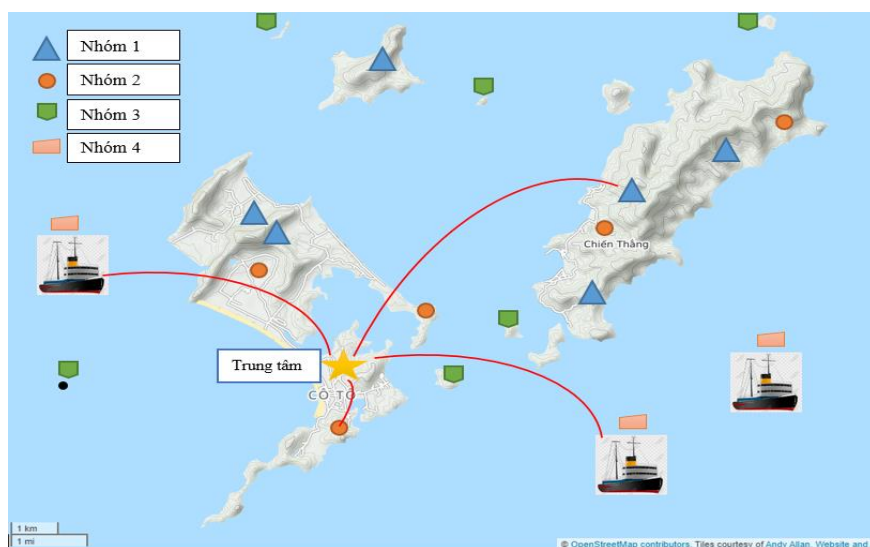 Nhóm 1
Nhóm 2
Nhóm 3
Nhóm 4
Chiến Thắng
Trung tâm
CÔ TÔ
1 km
1 mi
© OpenStreetMap contributors. Tiles courtesy of Andy Allan, Website and